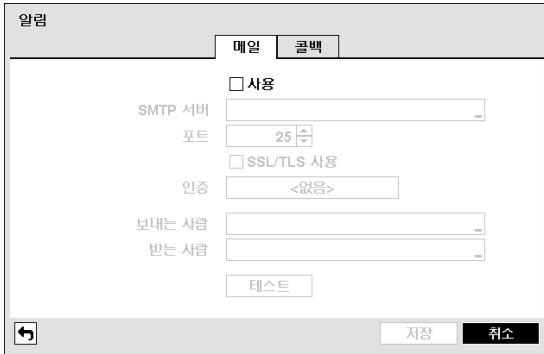 알림
메일 콜백
사용
SMTP 서버
포트 25
SSL/TLS 사용
인증 <없음>
보내는 사람
받는 사람
테스트
저장 취소